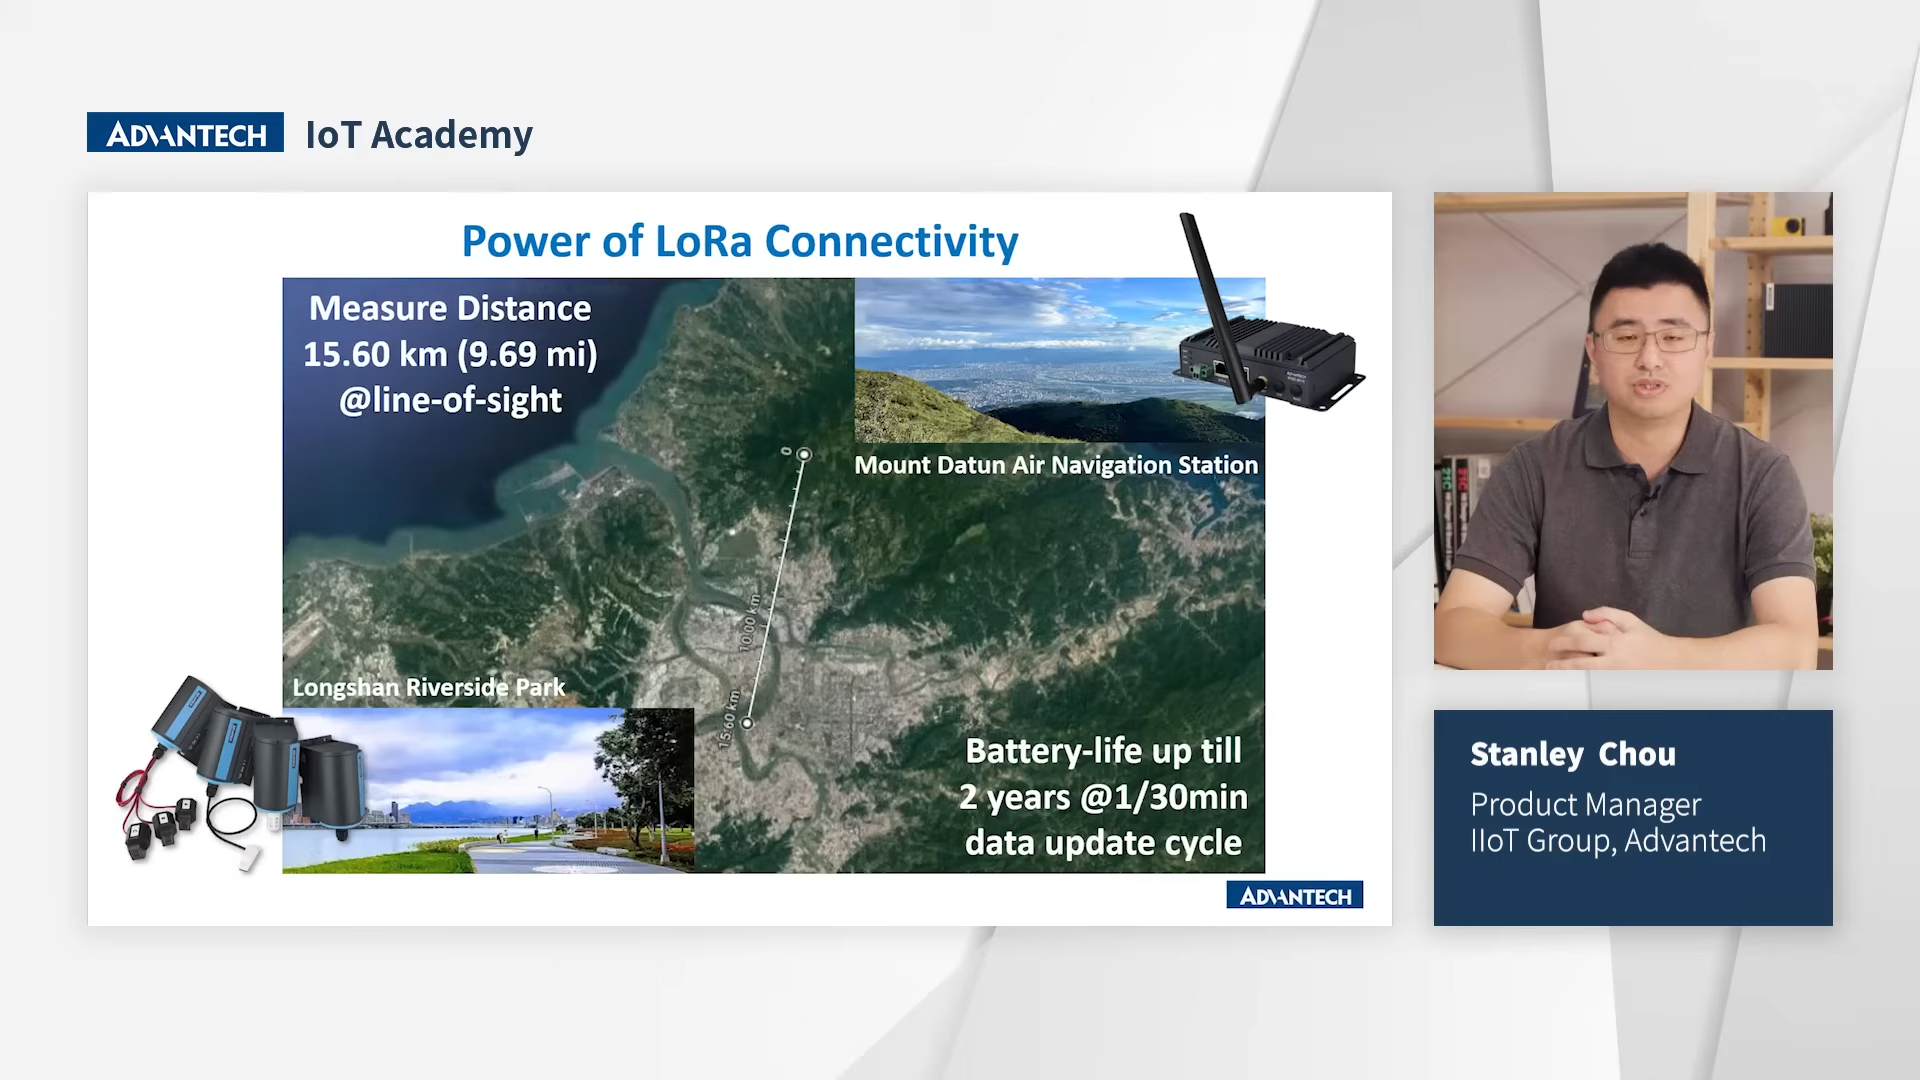 ADVANTECH IoT Academy
Power of LoRa Connectivity
Measure Distance
15.60 km (9.69 mi)
@line-of-sight
0
Mount Datun Air Navigation Station
10.00 km
Longshan Riverside Park
15.60 km
Battery-life up till
2 years @1/30min
data update cycle
ADVANTECH
Stanley Chou
Product Manager
IIoT Group, Advantech